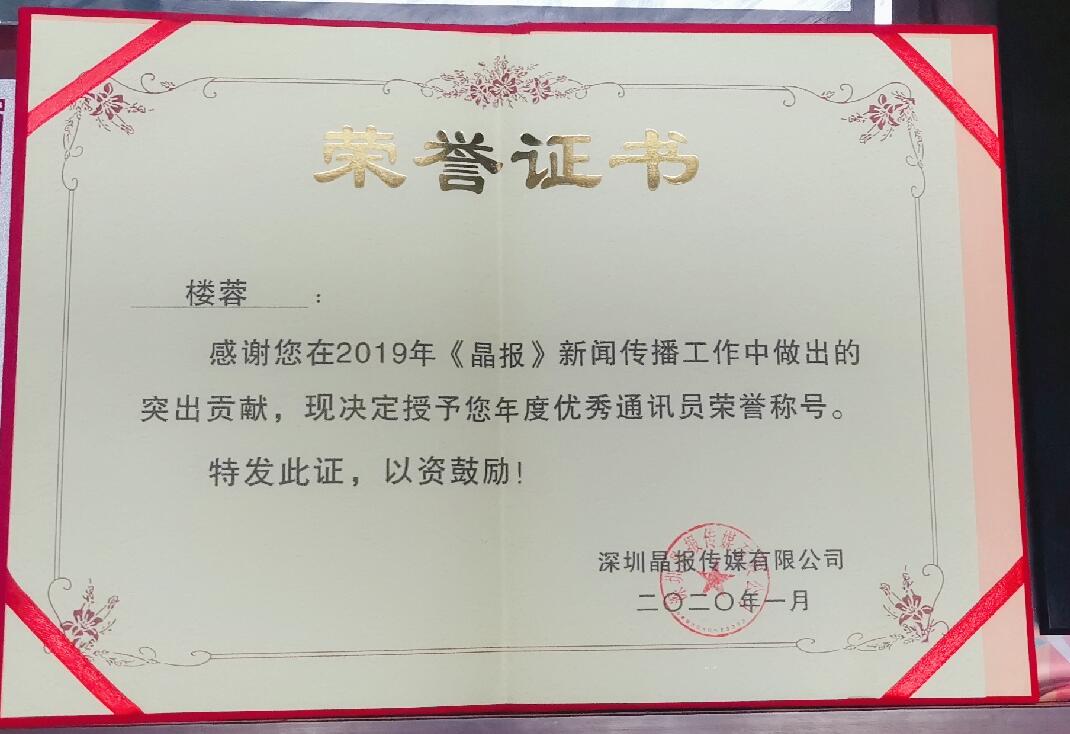 荣誉证书
楼蓉：
感谢您在2019年《晶报》新闻传播工作中做出的
突出贡献，现决定授予您年度优秀通讯员荣誉称号。
特发此证，以资鼓励！
深圳晶报传媒有限公司
二〇二〇年一月